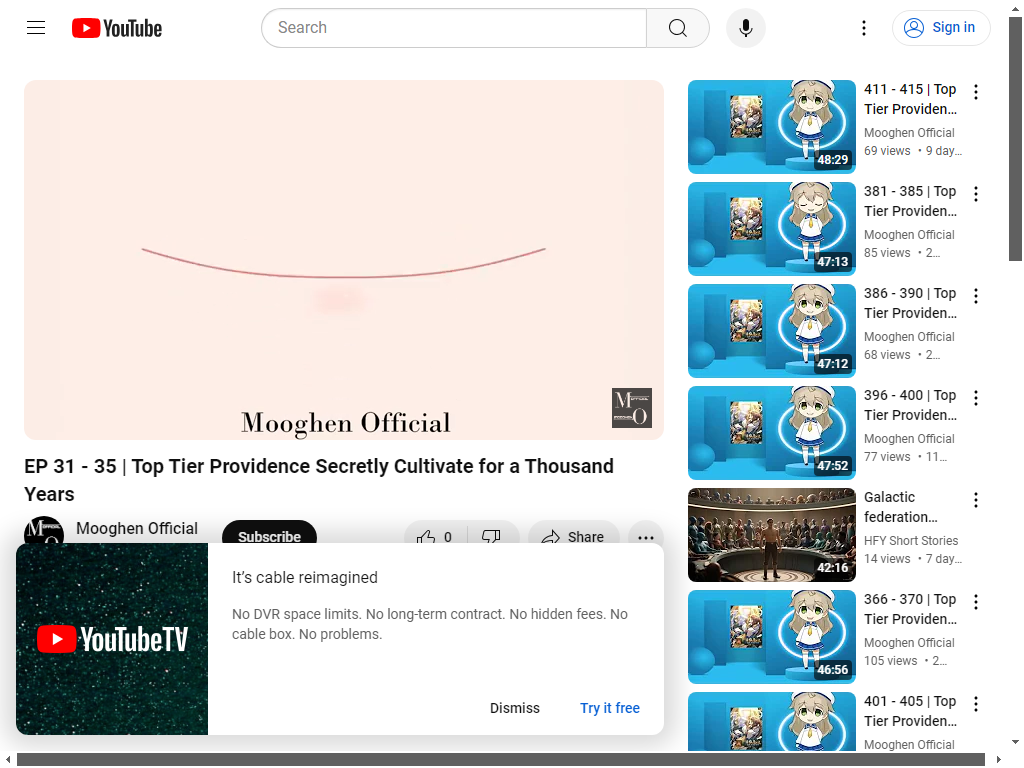 YouTube
Search
Sign in
Mooghen Official
EP 31 - 35 | Top Tier Providence Secretly Cultivate for a Thousand
Years
Mooghen Official
Subscribe
0
Share
It’s cable reimagined
No DVR space limits. No long-term contract. No hidden fees. No
cable box. No problems.
YouTubeTV
Dismiss
Try it free
411 - 415 | Top
Tier Providen…
Mooghen Official
69 views • 9 day…
48:29
381 - 385 | Top
Tier Providen…
Mooghen Official
85 views • 2…
47:13
386 - 390 | Top
Tier Providen…
Mooghen Official
68 views • 2…
47:12
396 - 400 | Top
Tier Providen…
Mooghen Official
77 views • 11…
47:52
Galactic
federation…
HFY Short Stories
14 views • 7 day…
42:16
366 - 370 | Top
Tier Providen…
Mooghen Official
105 views • 2…
46:56
401 - 405 | Top
Tier Providen…
Mooghen Official